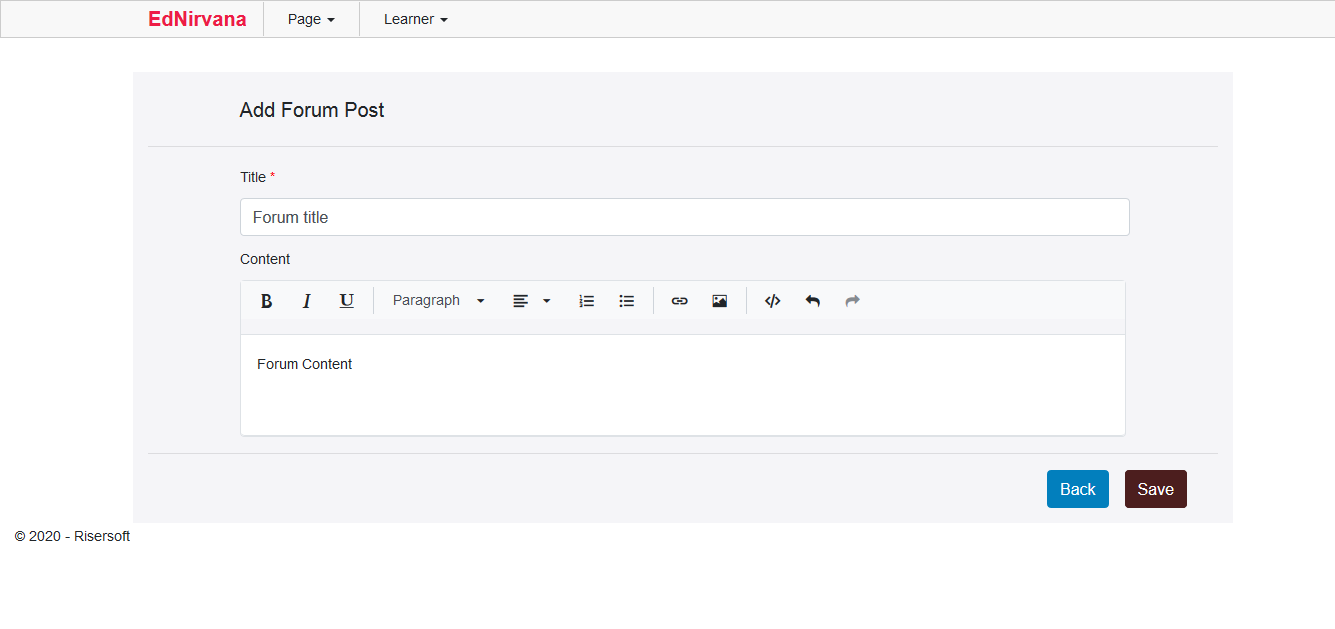 EdNirvana Page Learner
Add Forum Post
Title *
Forum title
Content
B I U Paragraph
Forum Content
Back Save
© 2020 - Risersoft